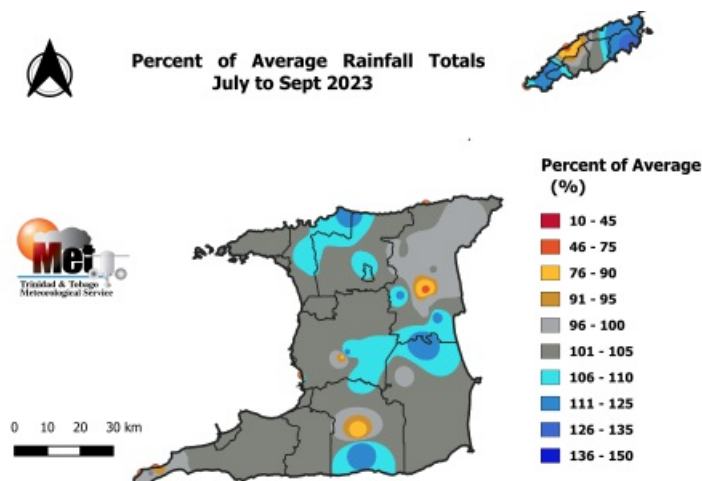 Percent of Average Rainfall Totals
July to Sept 2023
Met
Trinidad & Tobago
Meteorological Service
0 10 20 30 km
Percent of Average
(%)
10 - 45
46 - 75
76 - 90
91 - 95
96 - 100
101 - 105
106 - 110
111 - 125
126 - 135
136 - 150